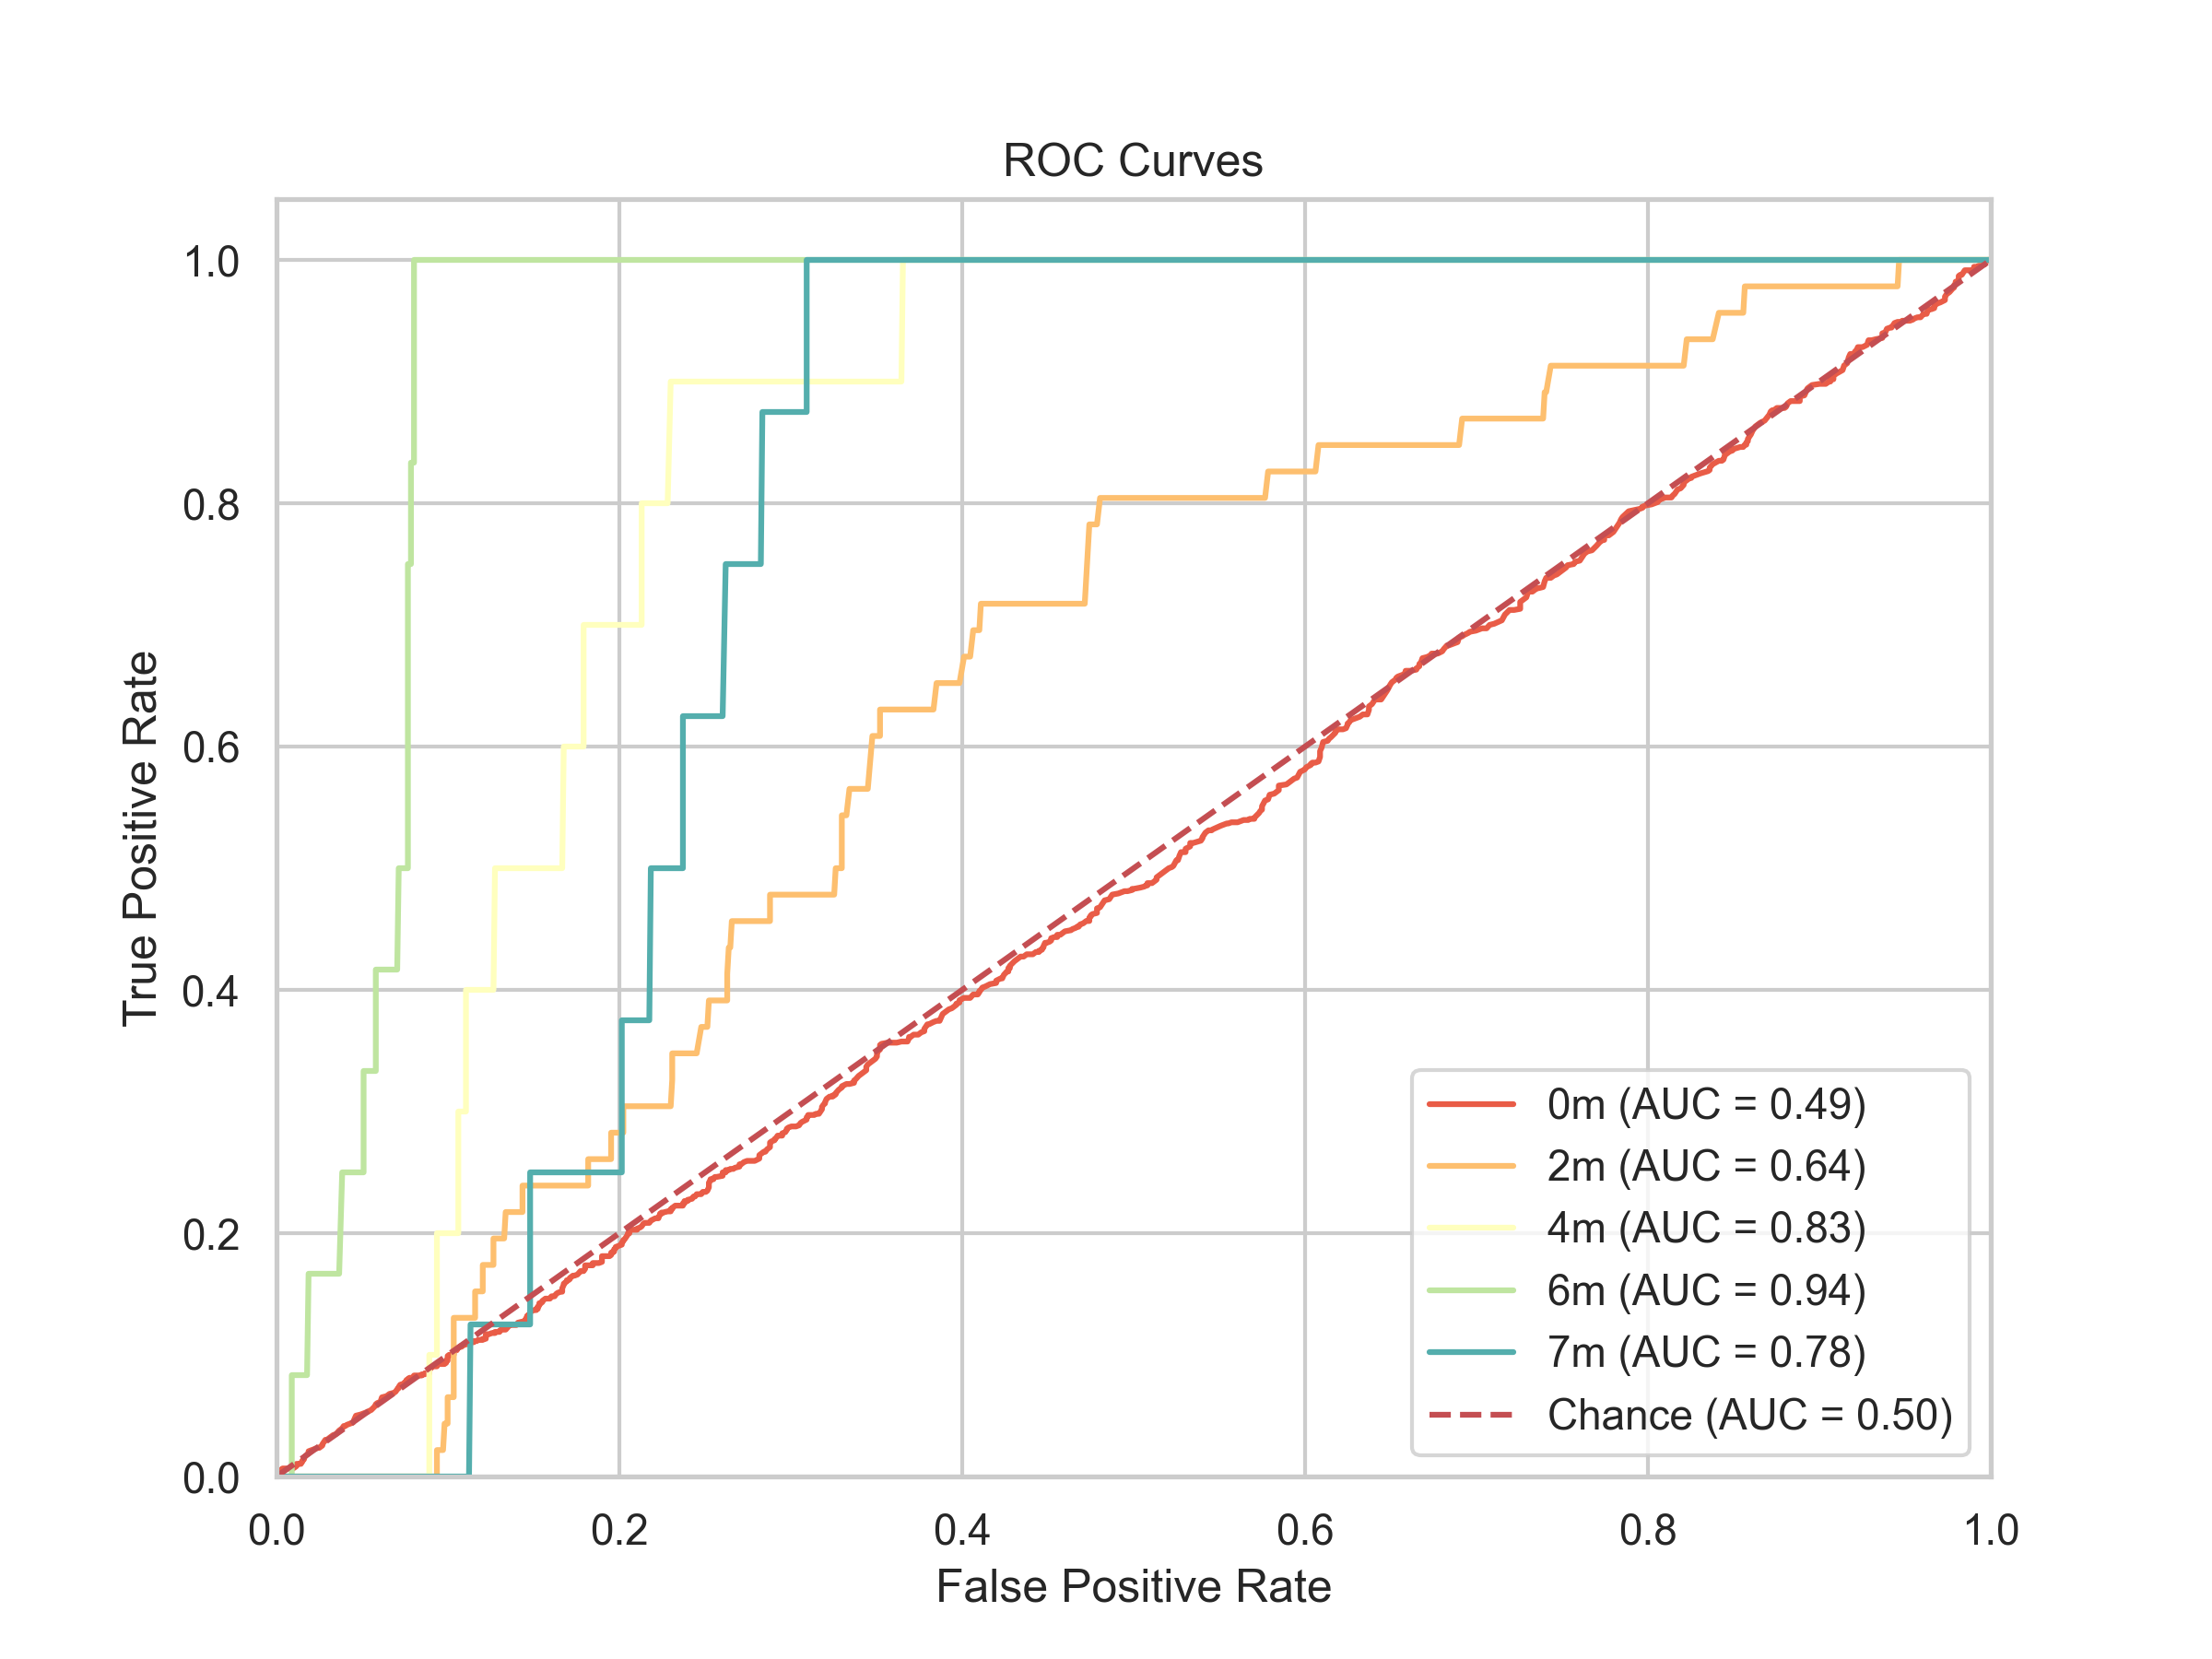 ROC Curves
1.0
0.8
0.6
0.4
0.2
0.0
True Positive Rate
0.0 0.2 0.4 0.6 0.8 1.0
False Positive Rate
0m (AUC = 0.49)
2m (AUC = 0.64)
4m (AUC = 0.83)
6m (AUC = 0.94)
7m (AUC = 0.78)
Chance (AUC = 0.50)